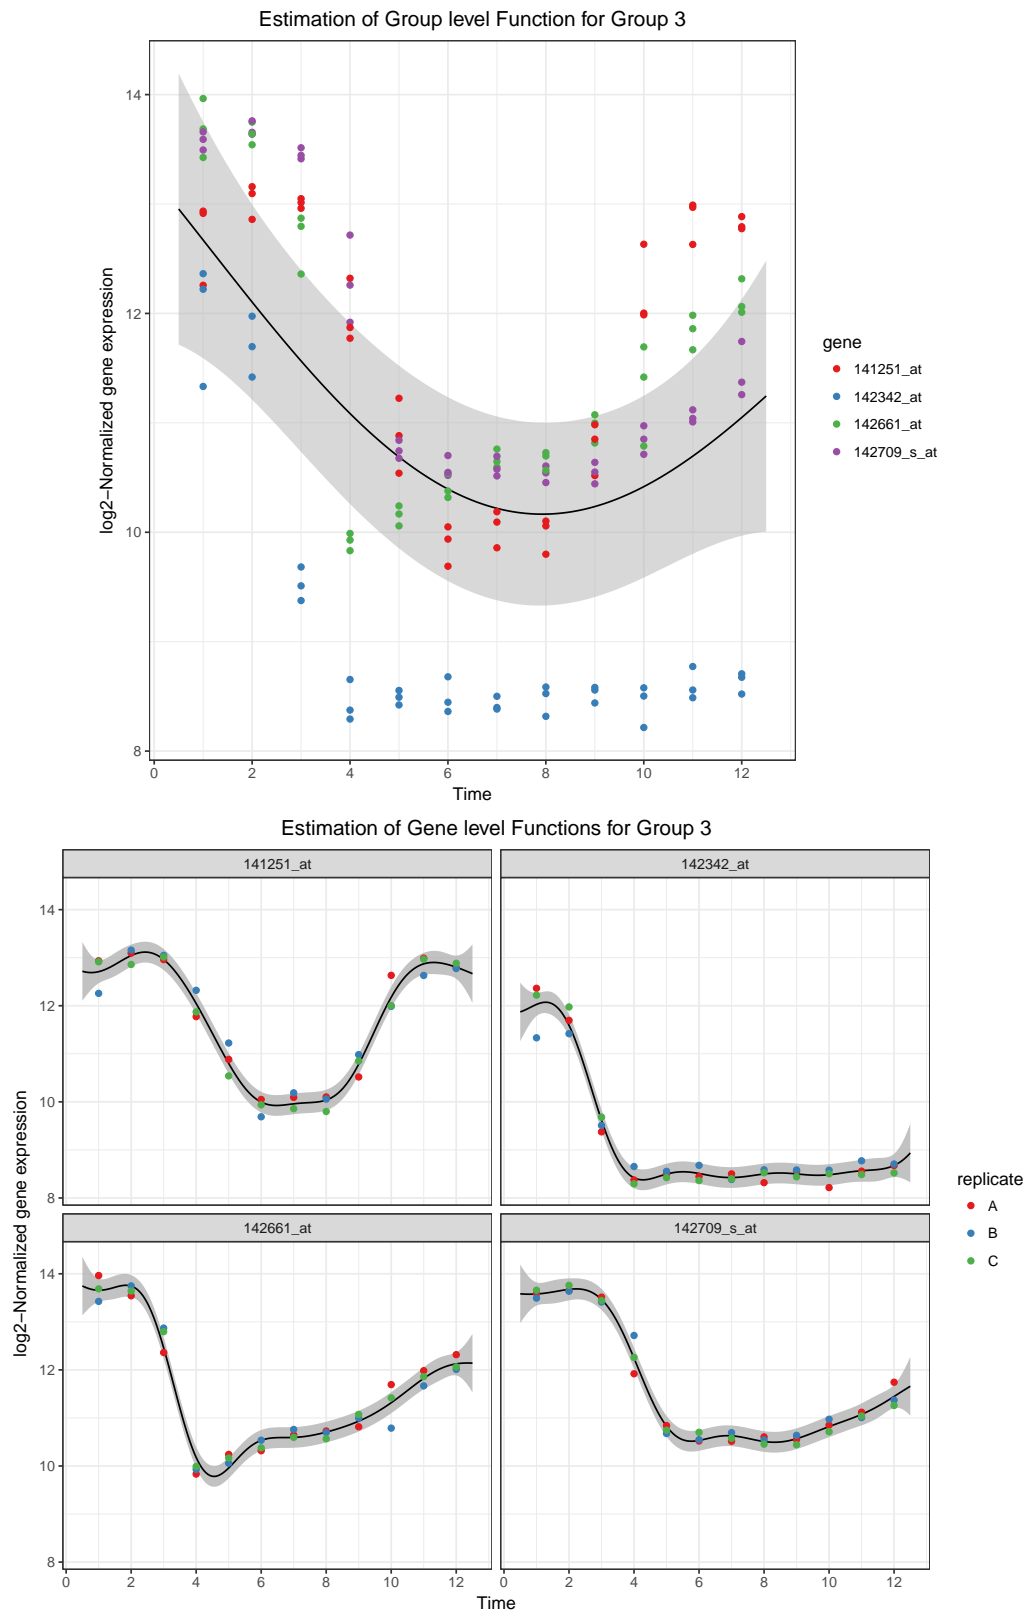 Estimation of Group level Function for Group 3
log2−Normalized gene expression
14
12
10
8
0 2 4 6 8 10 12
Time
gene
141251_at
142342_at
142661_at
142709_s_at
Estimation of Gene level Functions for Group 3
log2−Normalized gene expression
141251_at 142342_at
14
12
10
8
142661_at 142709_s_at
14
12
10
8
0 2 4 6 8 10 12 0 2 4 6 8 10 12
Time
replicate
A
B
C